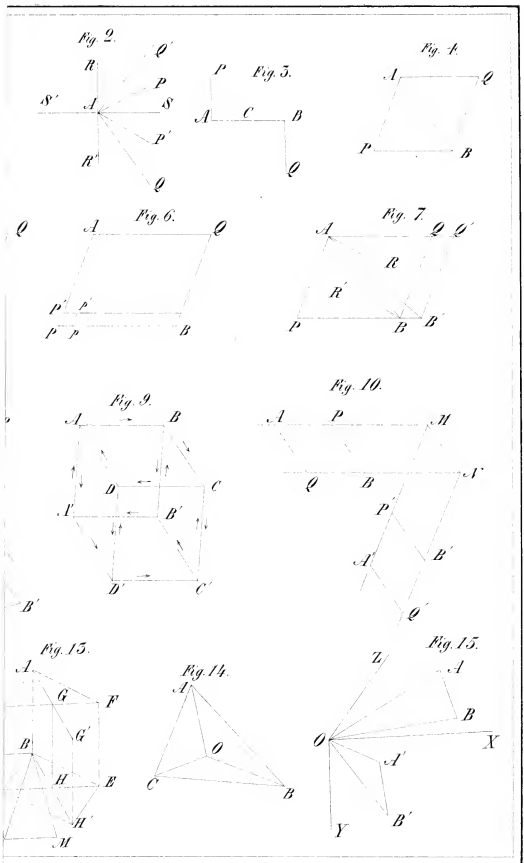 Fig. 2.
R
Q'
P
S'
A
S
P'
R'
Q
Fig. 3.
P
A
C
B
Q
Fig. 4.
A
Q
P
B
Q
Fig. 6.
A
Q
P'
p'
P
p
B
Fig. 7.
A
Q
Q'
R
R'
P
B
B'
Fig. 9.
A
B
D
C
A'
B'
D'
C'
Fig. 10.
A
P
M
Q
B
N
P'
A'
B'
Q'
B'
Fig. 13.
A
G
F
G'
B
H
E
H'
M
Fig. 14.
A
O
C
B
Fig. 15.
Z
A
B
O
X
A'
Y
B'